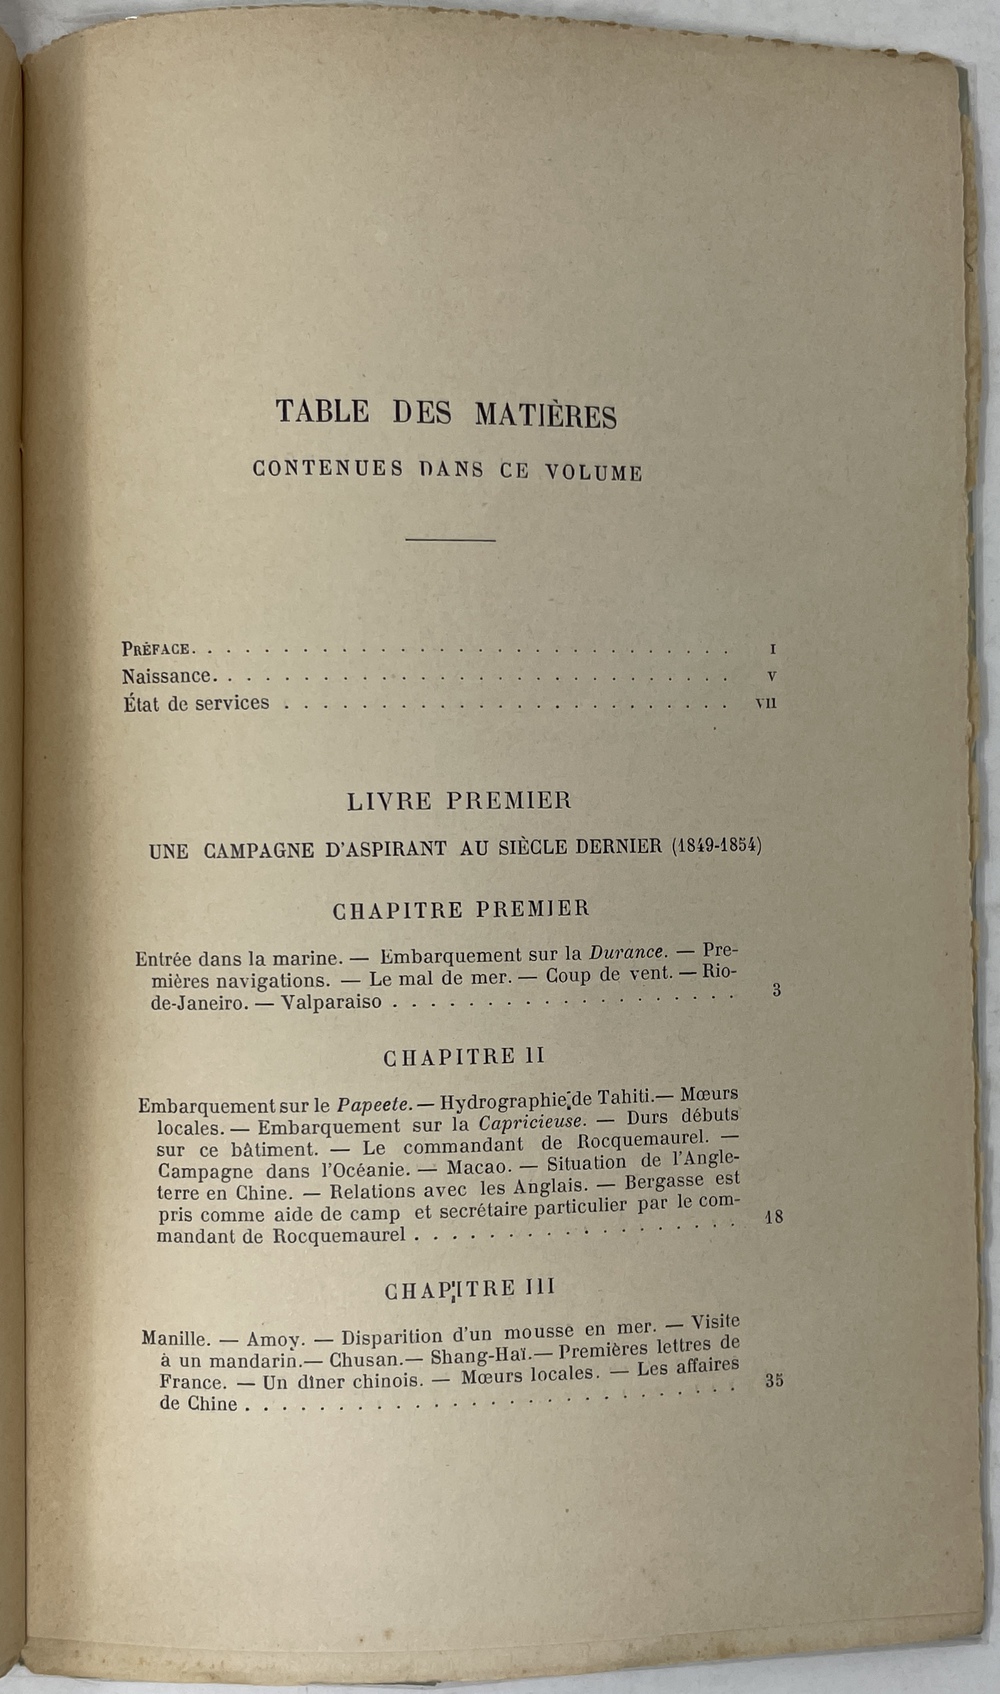 TABLE DES MATIÈRES
CONTENUES DANS CE VOLUME
PRÉFACE. . . . . . . . . . . . . . . . . . . . . . . . . . . . . I
Naissance. . . . . . . . . . . . . . . . . . . . . . . . . . . . V
État de services . . . . . . . . . . . . . . . . . . . . . . . . VII
LIVRE PREMIER
UNE CAMPAGNE D'ASPIRANT AU SIÈCLE DERNIER (1849-1854)
CHAPITRE PREMIER
Entrée dans la marine. — Embarquement sur la Durance. — Pre-
mières navigations. — Le mal de mer. — Coup de vent. — Rio-
de-Janeiro. — Valparaiso . . . . . . . . . . . . . . . . . . . 3
CHAPITRE II
Embarquement sur le Papeete. — Hydrographie de Tahiti. — Mœurs
locales. — Embarquement sur la Capricieuse. — Durs débuts
sur ce bâtiment. — Le commandant de Rocquemaurel. —
Campagne dans l'Océanie. — Macao. — Situation de l'Angle-
terre en Chine. — Relations avec les Anglais. — Bergasse est
pris comme aide de camp et secrétaire particulier par le com-
mandant de Rocquemaurel . . . . . . . . . . . . . . . . . 18
CHAPITRE III
Manille. — Amoy. — Disparition d'un mousse en mer. — Visite
à un mandarin. — Chusan. — Shang-Haï. — Premières lettres de
France. — Un dîner chinois. — Mœurs locales. — Les affaires
de Chine . . . . . . . . . . . . . . . . . . . . . . . . . . . 35